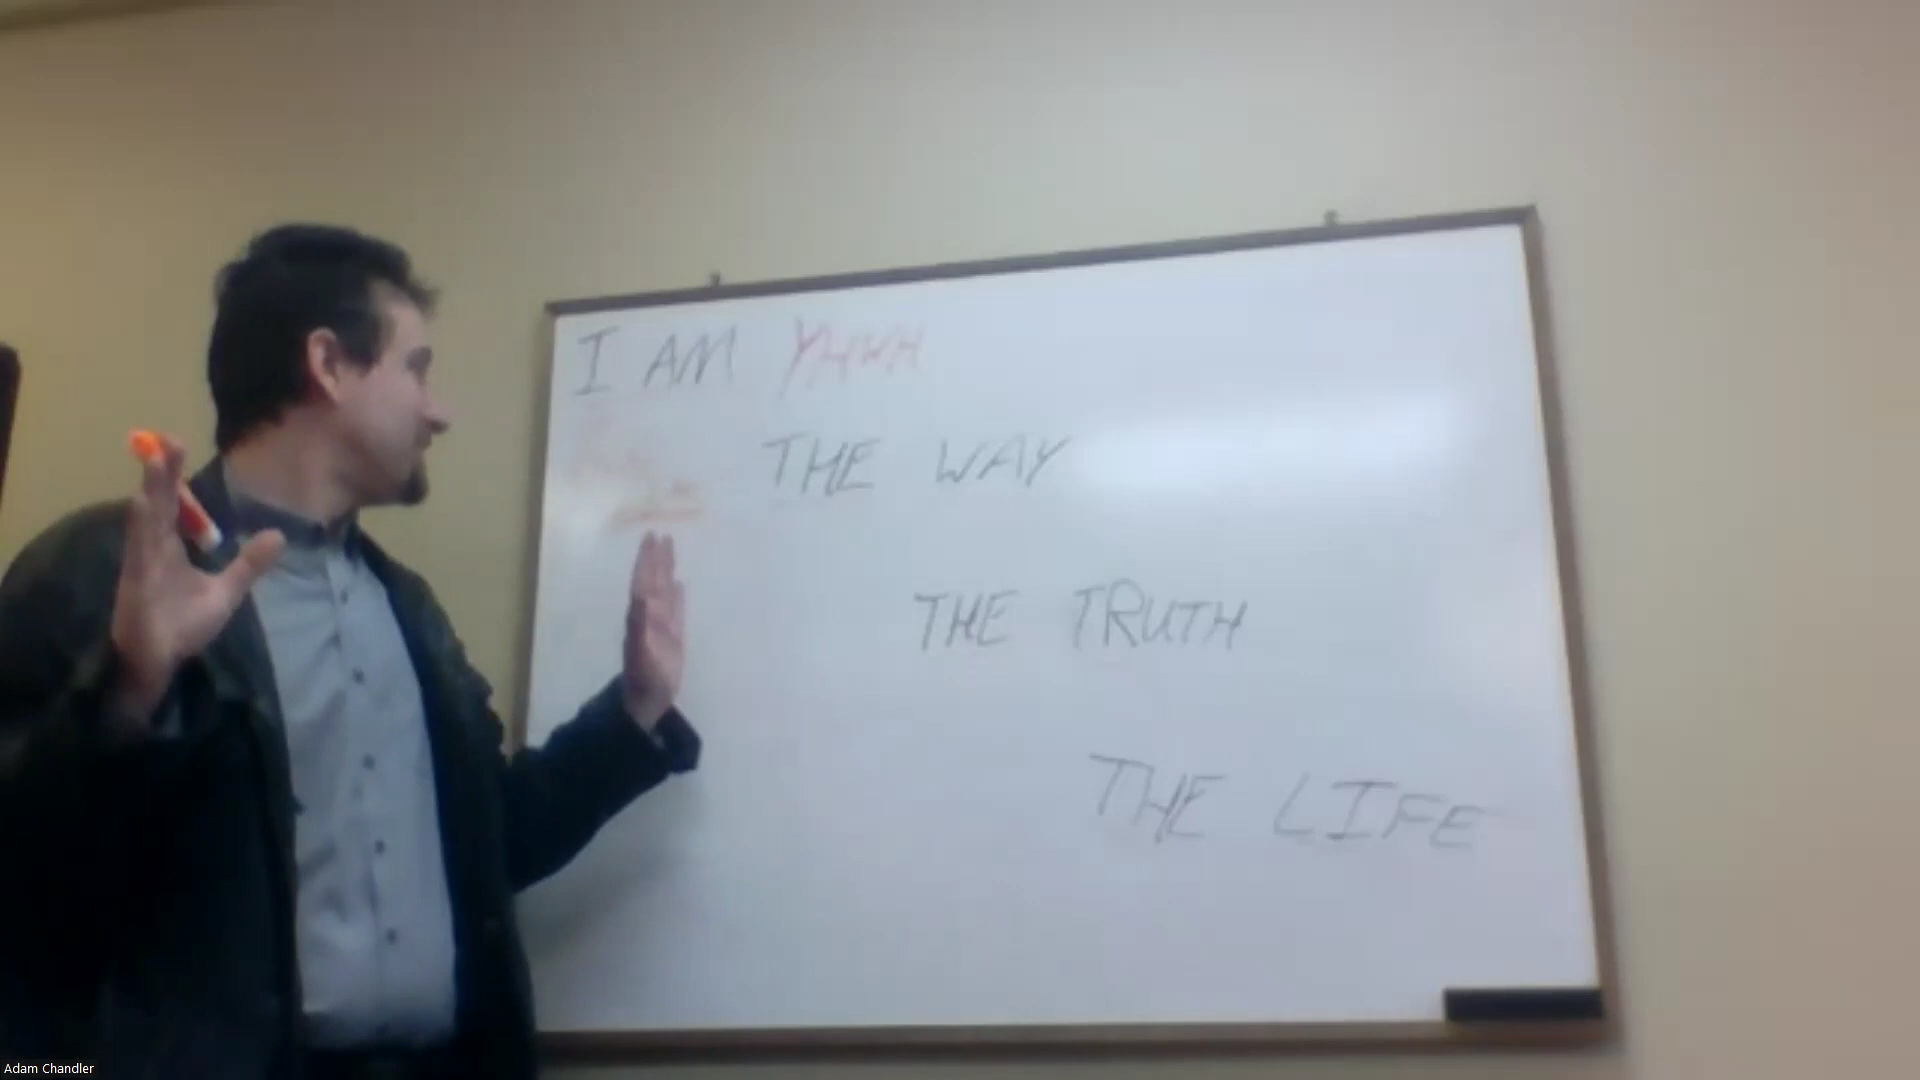 I AM YHWH
THE WAY
THE TRUTH
THE LIFE
Adam Chandler